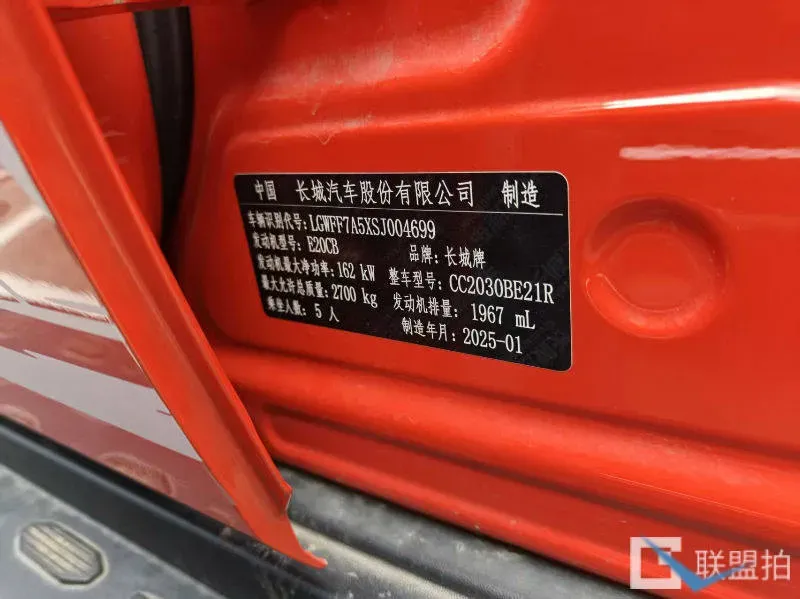 中国 长城汽车股份有限公司 制造
车辆识别代号: LGWFF7A5XSJ004699
发动机型号: E20CB 品牌: 长城牌
发动机最大净功率: 162 kW 整车型号: CC2030BE21R
最大允许总质量: 2700 kg 发动机排量: 1967 mL
乘坐人数: 5 人 制造年月: 2025-01
联盟拍